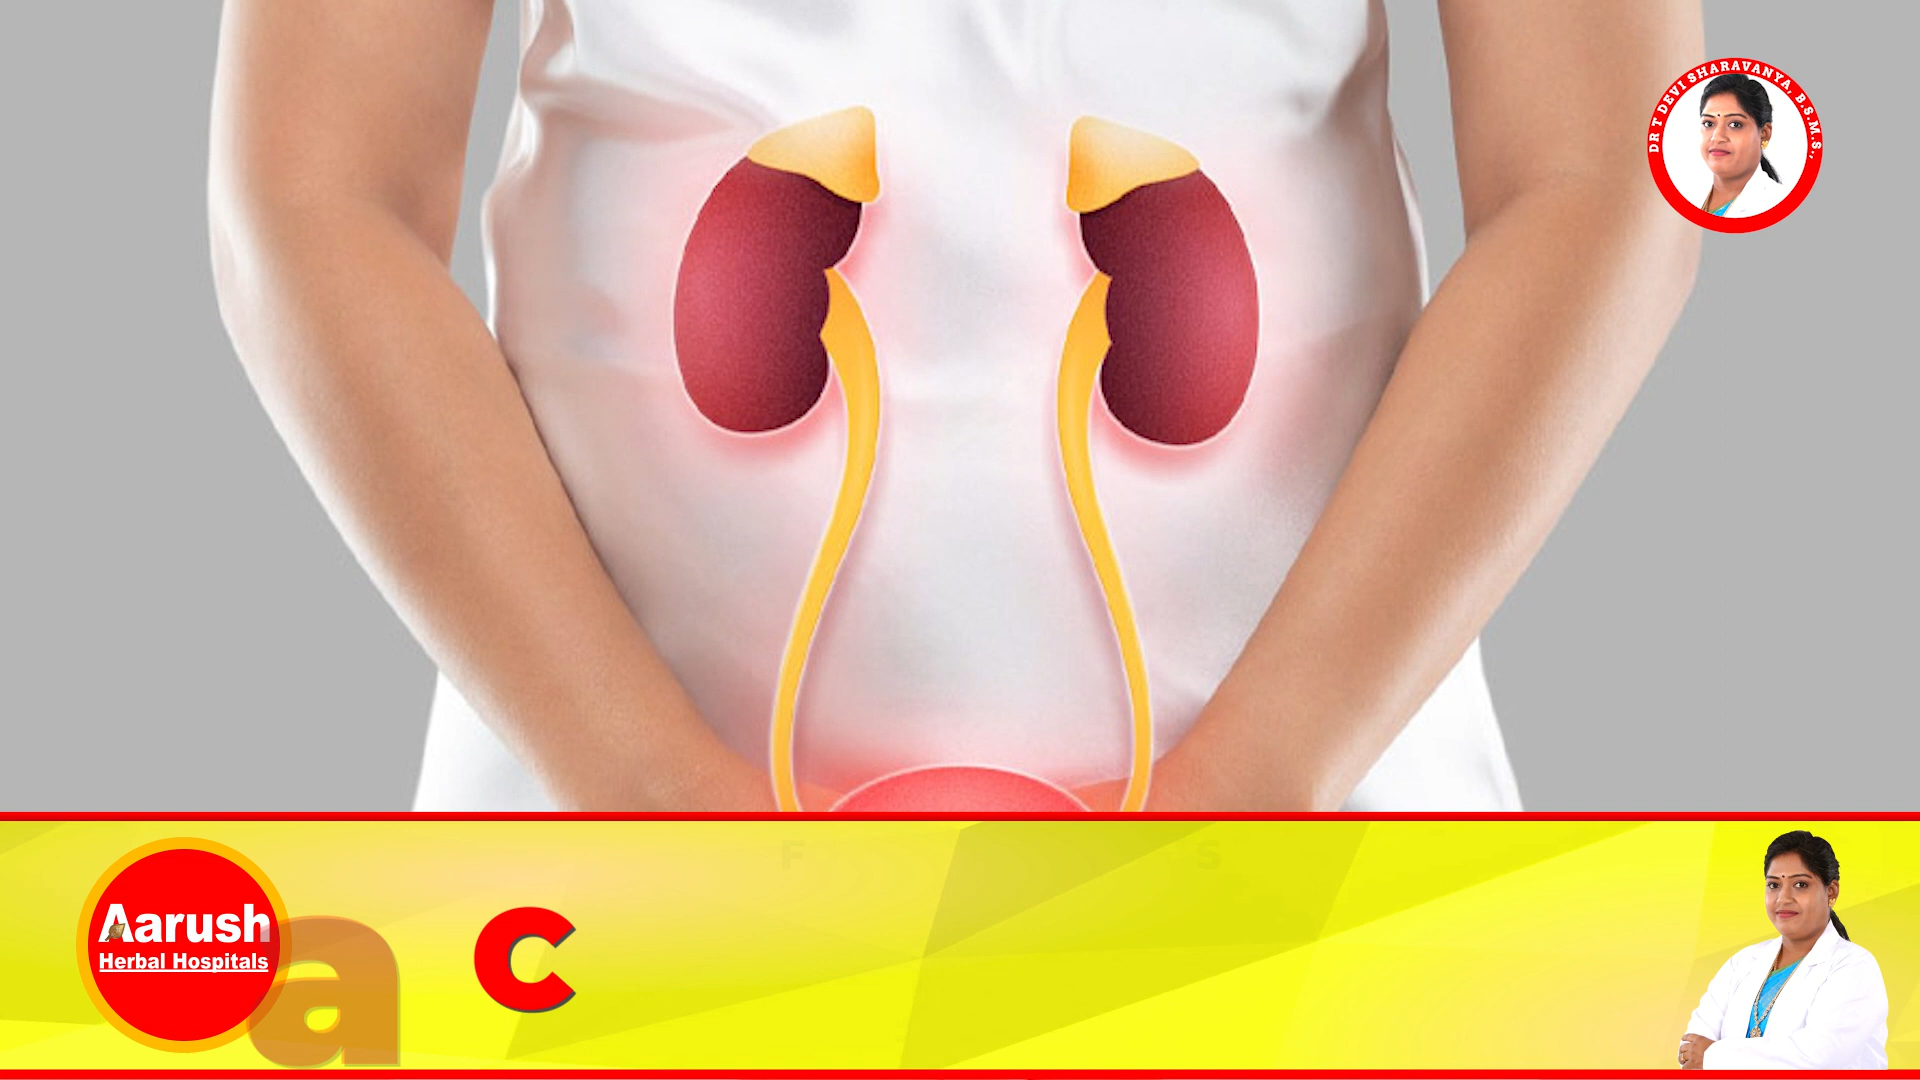 DR T DEVI SHARAVANYA, B.S.M.S.,
Aarush
Herbal Hospitals
a c
F S